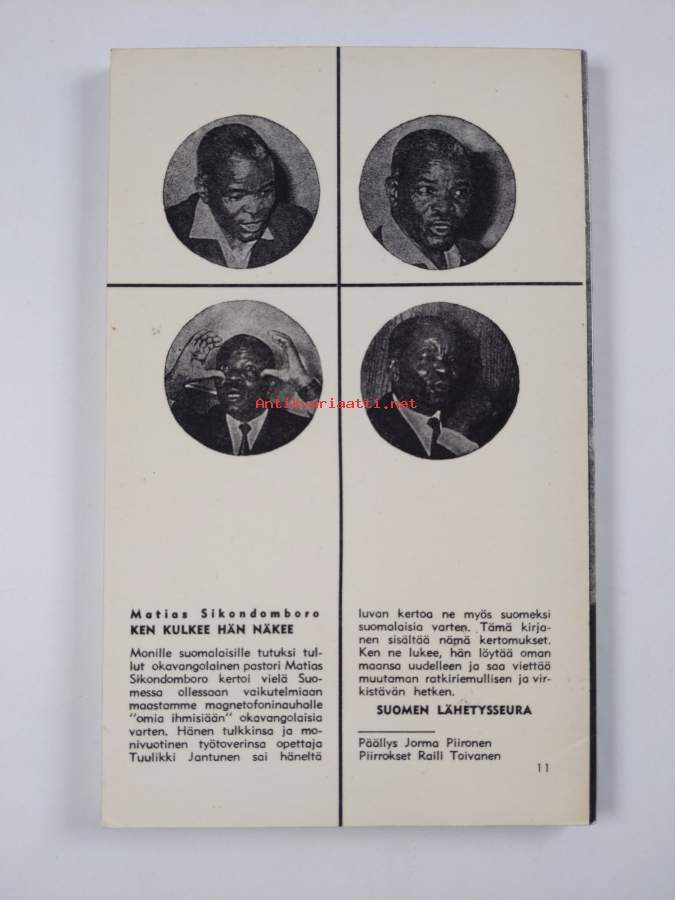 Antikvariaatti.net
Matias Sikondomboro
KEN KULKEE HÄN NÄKEE
Monille suomalaisille tutuksi tul-
lut okavangolainen pastori Matias
Sikondomboro kertoi vielä Suo-
messa ollessaan vaikutelmiaan
maastamme magnetofoninauhalle
"omia ihmisiään" okavangolaisia
varten. Hänen tulkkinsa ja mo-
nivuotinen työtoverinsa opettaja
Tuulikki Jantunen sai häneltä
luvan kertoa ne myös suomeksi
suomalaisia varten. Tämä kirja-
nen sisältää nämä kertomukset.
Ken ne lukee, hän löytää oman
maansa uudelleen ja saa viettää
muutaman ratkiriemullisen ja vir-
kistävän hetken.
SUOMEN LÄHETYSSEURA
Päällys Jorma Piironen
Piirrokset Raili Toivanen
11